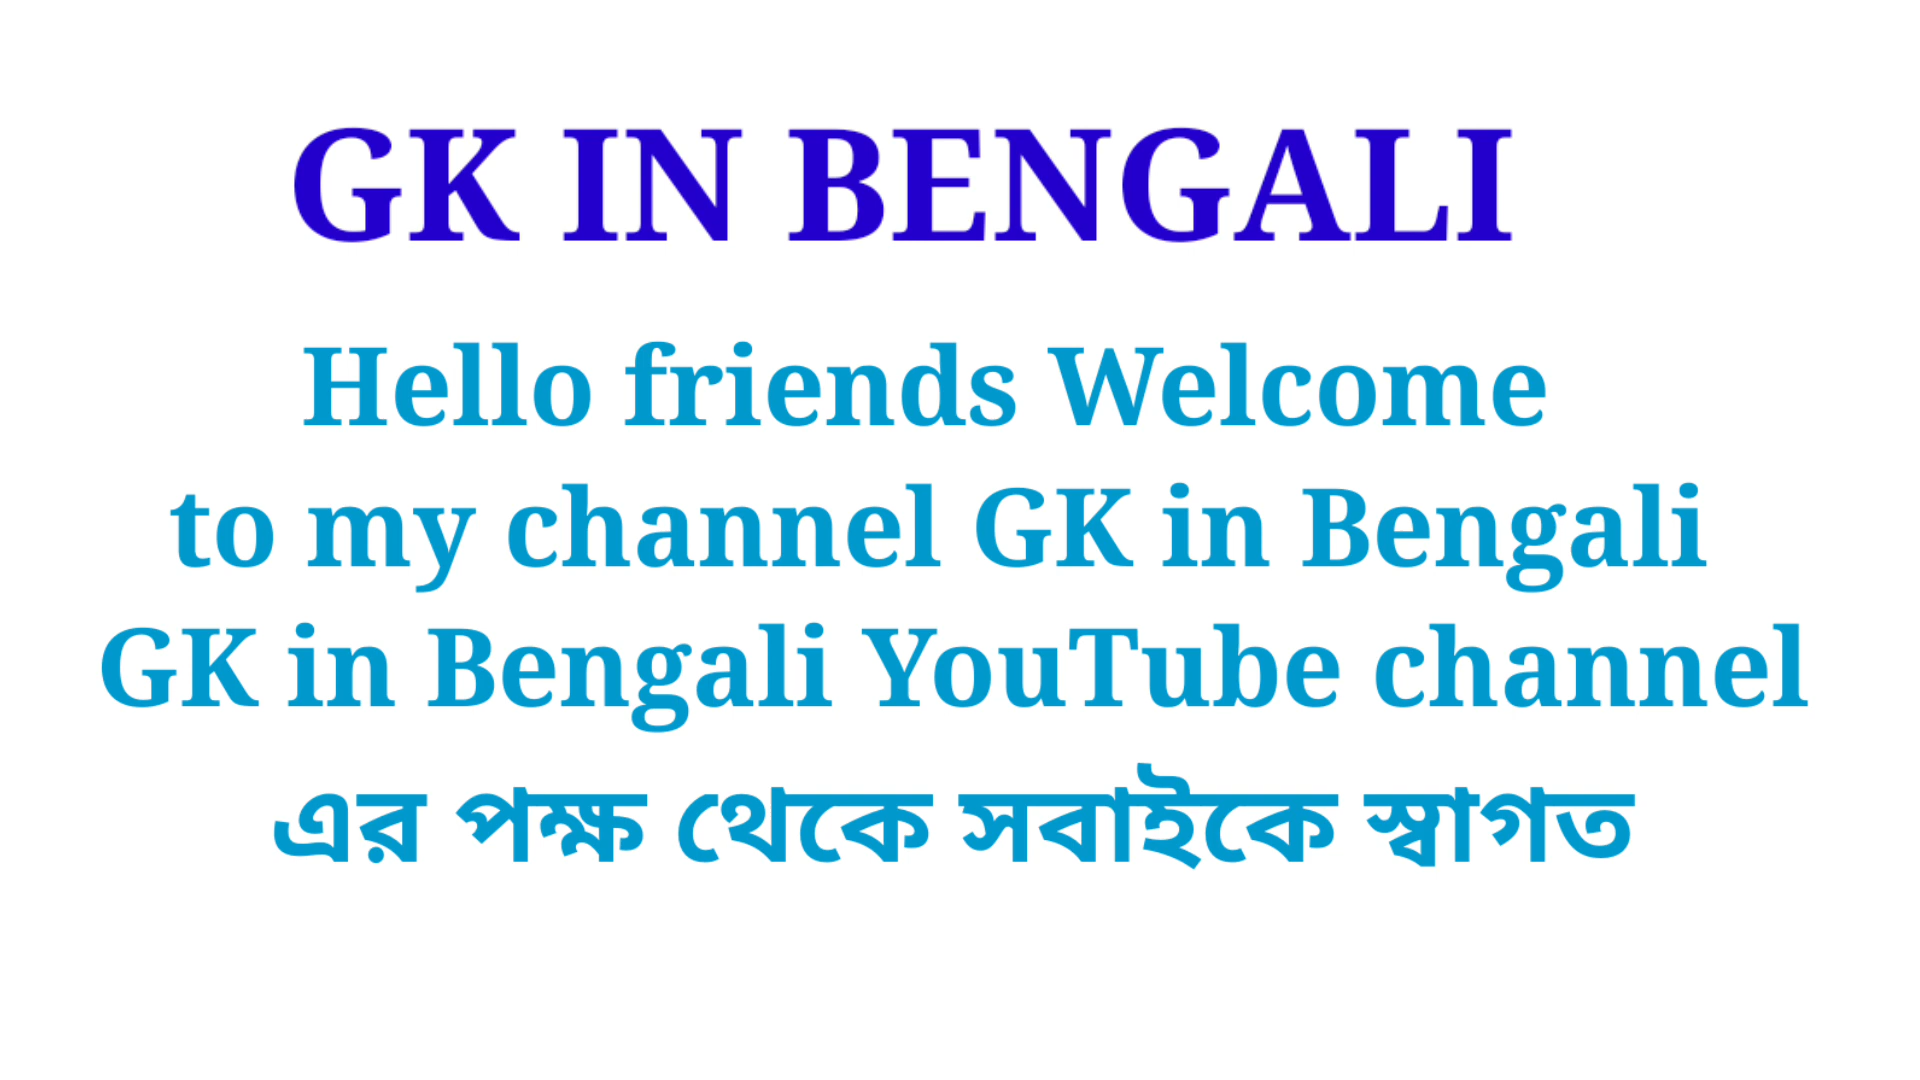 GK IN BENGALI
Hello friends Welcome
to my channel GK in Bengali
GK in Bengali YouTube channel
এর পক্ষ থেকে সবাইকে স্বাগত